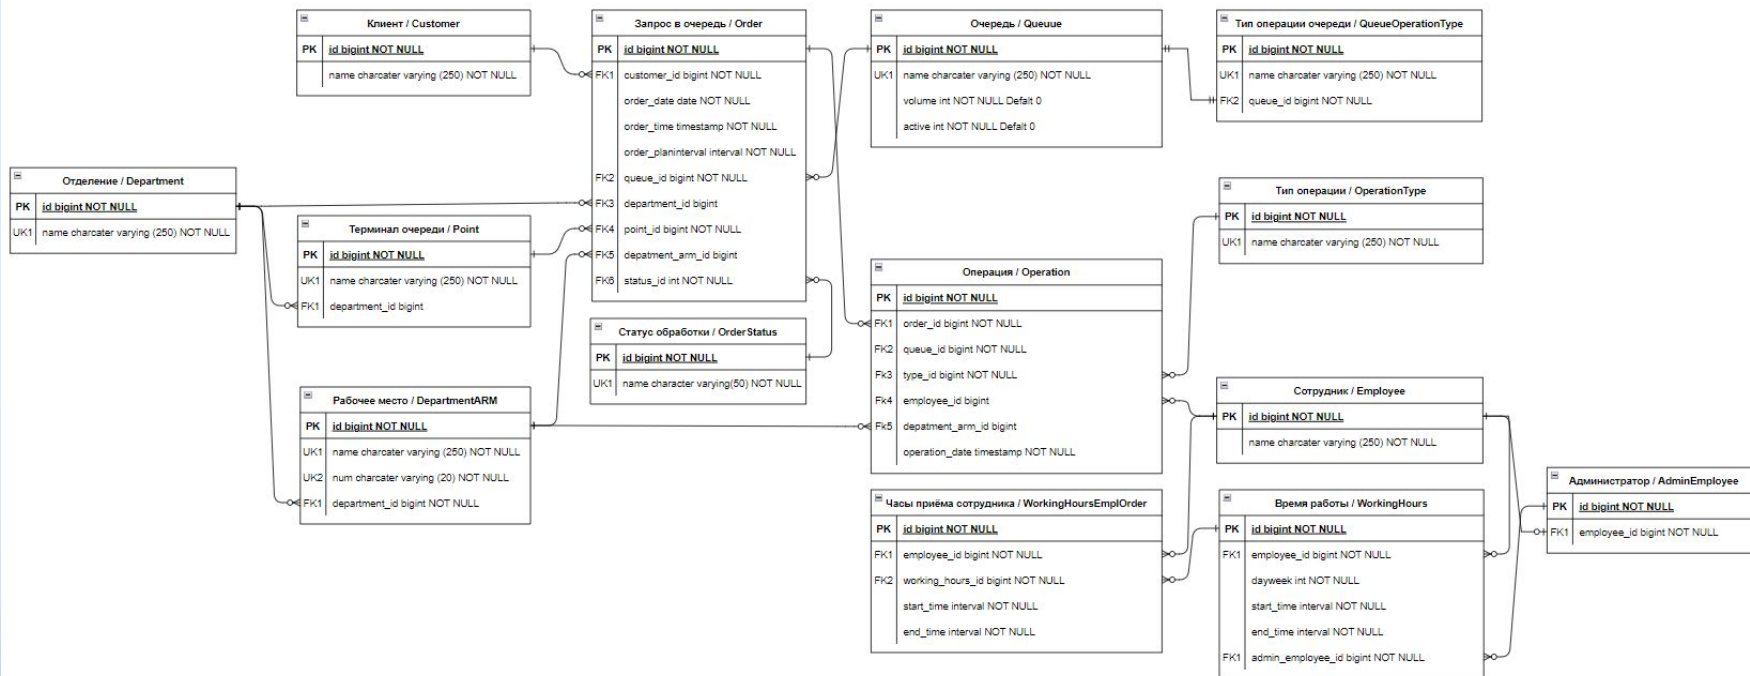 Клиент / Customer
PK id bigint NOT NULL
name charcater varying (250) NOT NULL
Запрос в очередь / Order
PK id bigint NOT NULL
FK1 customer_id bigint NOT NULL
order_date date NOT NULL
order_time timestamp NOT NULL
order_planinterval interval NOT NULL
FK2 queue_id bigint NOT NULL
FK3 department_id bigint
FK4 point_id bigint NOT NULL
FK5 depatment_arm_id bigint
FK6 status_id int NOT NULL
Очередь / Queuue
PK id bigint NOT NULL
UK1 name charcater varying (250) NOT NULL
volume int NOT NULL Defalt 0
active int NOT NULL Defalt 0
Тип операции очереди / QueueOperationType
PK id bigint NOT NULL
UK1 name charcater varying (250) NOT NULL
FK2 queue_id bigint NOT NULL
Отделение / Department
PK id bigint NOT NULL
UK1 name charcater varying (250) NOT NULL
Терминал очереди / Point
PK id bigint NOT NULL
UK1 name charcater varying (250) NOT NULL
FK1 department_id bigint
Тип операции / OperationType
PK id bigint NOT NULL
UK1 name charcater varying (250) NOT NULL
Операция / Operation
PK id bigint NOT NULL
FK1 order_id bigint NOT NULL
FK2 queue_id bigint NOT NULL
Fk3 type_id bigint NOT NULL
Fk4 employee_id bigint
Fk5 depatment_arm_id bigint
operation_date timestamp NOT NULL
Статус обработки / OrderStatus
PK id bigint NOT NULL
UK1 name character varying(50) NOT NULL
Рабочее место / DepartmentARM
PK id bigint NOT NULL
UK1 name charcater varying (250) NOT NULL
UK2 num charcater varying (20) NOT NULL
FK1 department_id bigint NOT NULL
Сотрудник / Employee
PK id bigint NOT NULL
name charcater varying (250) NOT NULL
Администратор / AdminEmployee
PK id bigint NOT NULL
FK1 employee_id bigint NOT NULL
Часы приёма сотрудника / WorkingHoursEmplOrder
PK id bigint NOT NULL
FK1 employee_id bigint NOT NULL
FK2 working_hours_id bigint NOT NULL
start_time interval NOT NULL
end_time interval NOT NULL
Время работы / WorkingHours
PK id bigint NOT NULL
FK1 employee_id bigint NOT NULL
dayweek int NOT NULL
start_time interval NOT NULL
end_time interval NOT NULL
FK1 admin_employee_id bigint NOT NULL